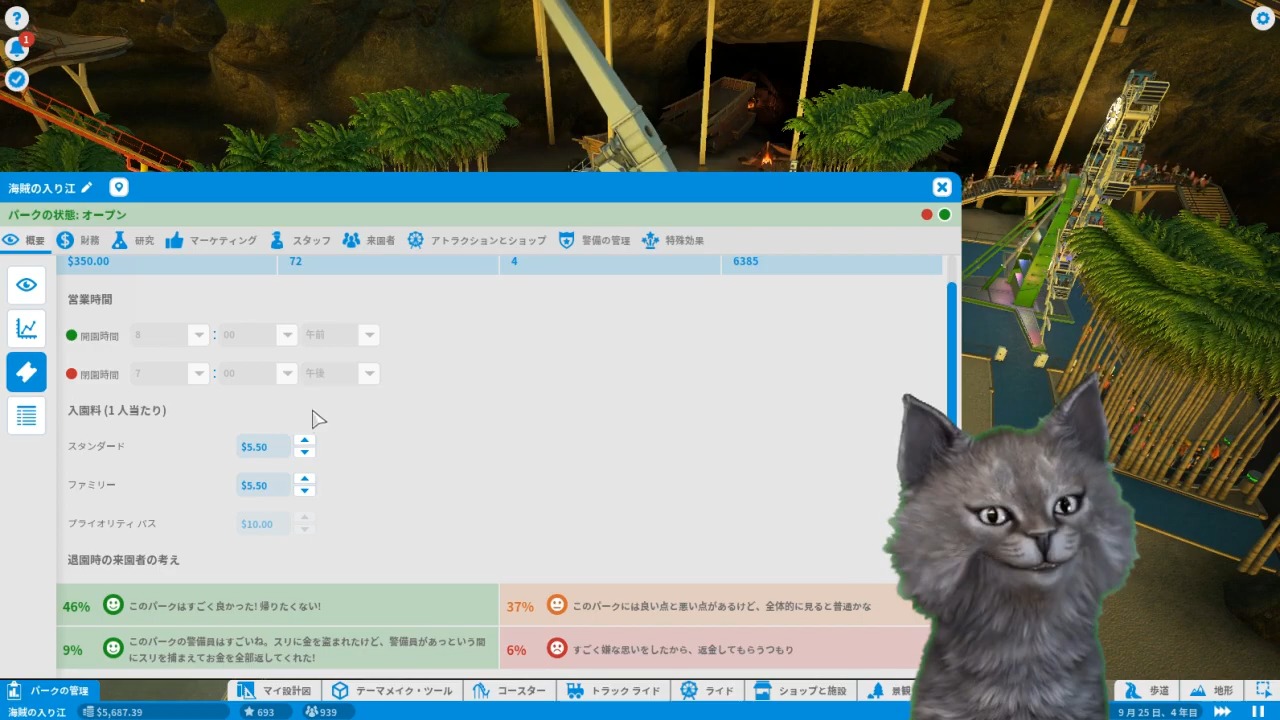 ?
1
海賊の入り江
パークの状態: オープン
概要 財務 研究 マーケティング スタッフ 来園者 アトラクションとショップ 警備の管理 特殊効果
$350.00 72 4 6385
営業時間
開園時間 8 : 00 午前
閉園時間 7 : 00 午後
入園料 (1 人当たり)
スタンダード $5.50
ファミリー $5.50
プライオリティ パス $10.00
退園時の来園者の考え
46% このパークはすごく良かった! 帰りたくない!
37% このパークには良い点と悪い点があるけど、全体的に見ると普通かな
9% このパークの警備員はすごいね。スリに金を盗まれたけど、警備員があっという間
にスリを捕まえてお金を全部返してくれた!
6% すごく嫌な思いをしたから、返金してもらうつもり
パークの管理 マイ設計図 テーマメイク・ツール コースター トラック ライド ライド ショップと施設 景観 歩道 地形
海賊の入り江 $5,687.39 693 939 9 月 25 日、4 年目